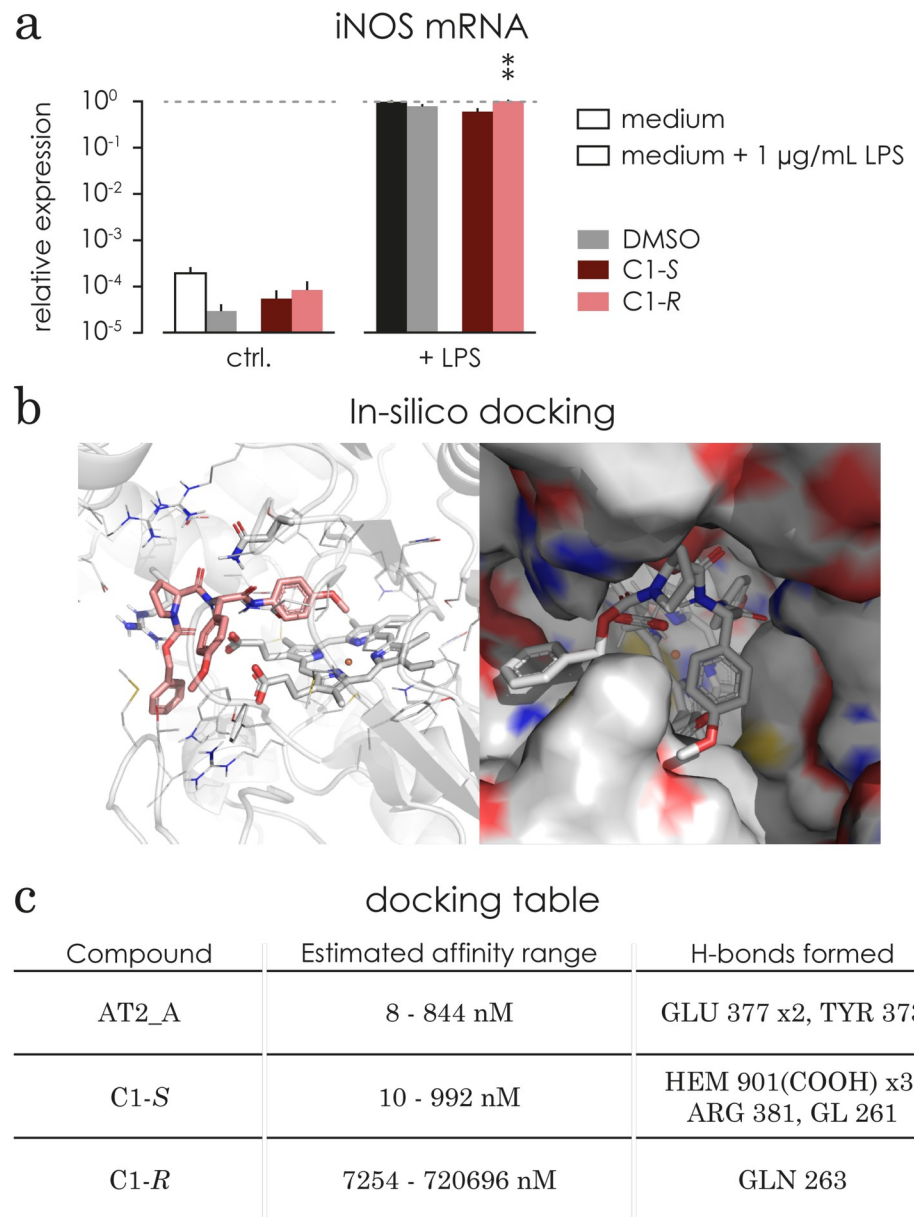 a
iNOS mRNA
**
relative expression
10⁰
10⁻¹
10⁻²
10⁻³
10⁻⁴
10⁻⁵
ctrl.
+ LPS
medium
medium + 1 µg/mL LPS
DMSO
C1-S
C1-R
b
In-silico docking
c
docking table
Compound
Estimated affinity range
H-bonds formed
AT2_A
8 - 844 nM
GLU 377 x2, TYR 373
C1-S
10 - 992 nM
HEM 901(COOH) x3
ARG 381, GL 261
C1-R
7254 - 720696 nM
GLN 263